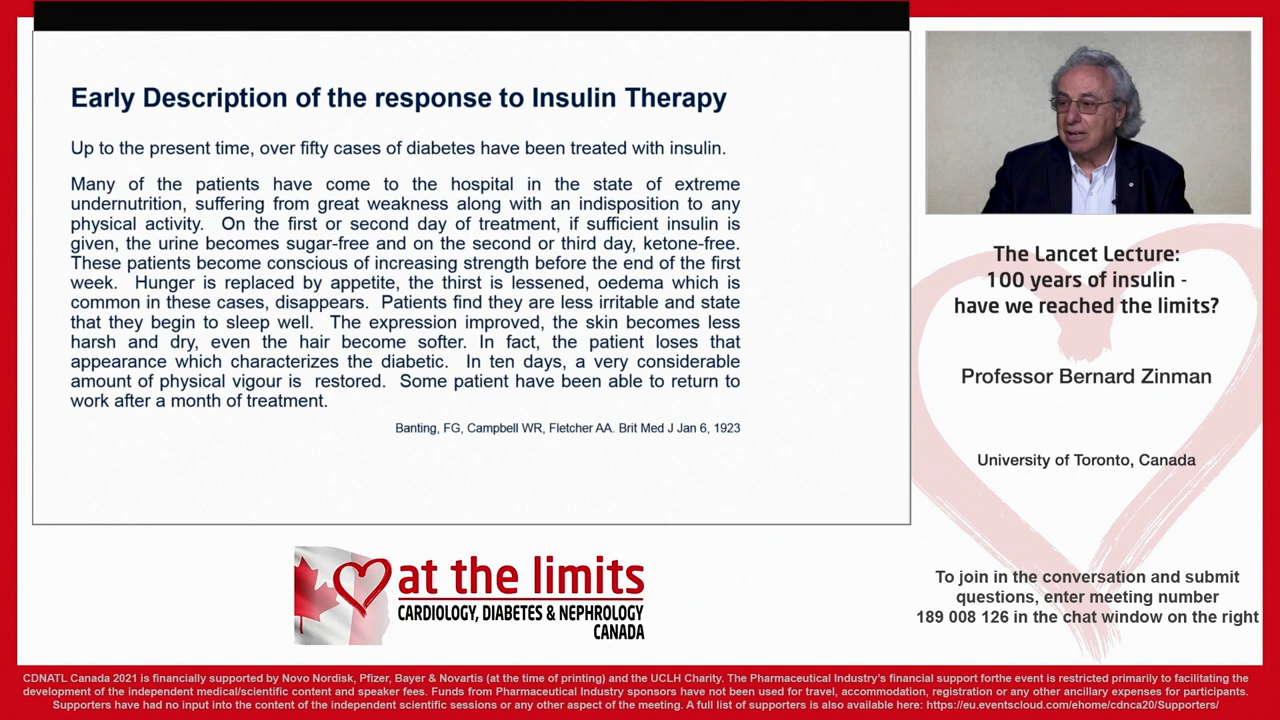 Early Description of the response to Insulin Therapy
Up to the present time, over fifty cases of diabetes have been treated with insulin.
Many of the patients have come to the hospital in the state of extreme
undernutrition, suffering from great weakness along with an indisposition to any
physical activity. On the first or second day of treatment, if sufficient insulin is
given, the urine becomes sugar-free and on the second or third day, ketone-free.
These patients become conscious of increasing strength before the end of the first
week. Hunger is replaced by appetite, the thirst is lessened, oedema which is
common in these cases, disappears. Patients find they are less irritable and state
that they begin to sleep well. The expression improved, the skin becomes less
harsh and dry, even the hair become softer. In fact, the patient loses that
appearance which characterizes the diabetic. In ten days, a very considerable
amount of physical vigour is restored. Some patient have been able to return to
work after a month of treatment.
Banting, FG, Campbell WR, Fletcher AA. Brit Med J Jan 6, 1923
The Lancet Lecture:
100 years of insulin -
have we reached the limits?
Professor Bernard Zinman
University of Toronto, Canada
To join in the conversation and submit
questions, enter meeting number
189 008 126 in the chat window on the right
at the limits
CARDIOLOGY, DIABETES & NEPHROLOGY
CANADA
CDNATL Canada 2021 is financially supported by Novo Nordisk, Pfizer, Bayer & Novartis (at the time of printing) and the UCLH Charity. The Pharmaceutical Industry's financial support forthe event is restricted primarily to facilitating the
development of the independent medical/scientific content and speaker fees. Funds from Pharmaceutical Industry sponsors have not been used for travel, accommodation, registration or any other ancillary expenses for participants.
Supporters have had no input into the content of the independent scientific sessions or any other aspect of the meeting. A full list of supporters is also available here: https://eu.eventscloud.com/ehome/cdnca20/Supporters/